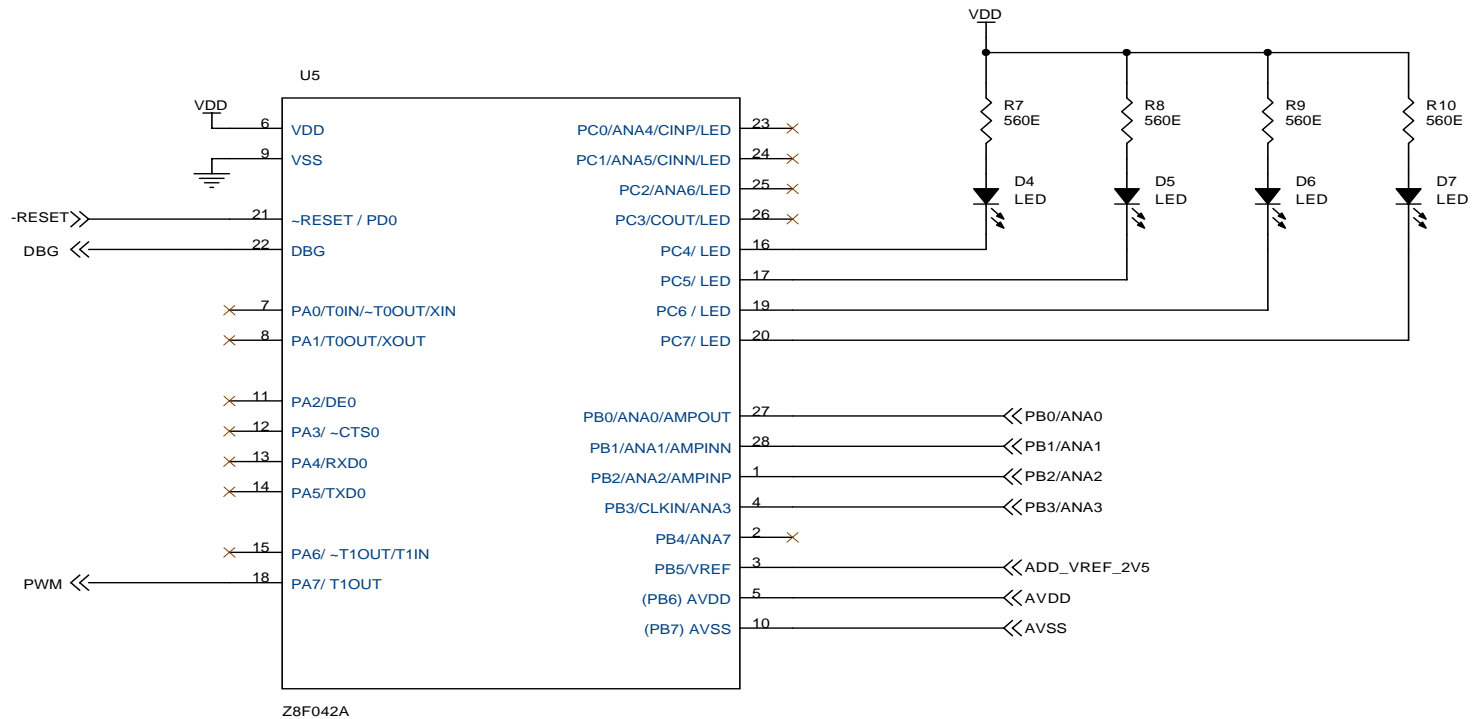 VDD
U5
VDD
R7
560E
R8
560E
R9
560E
R10
560E
6
VDD
9
VSS
PC0/ANA4/CINP/LED
23
PC1/ANA5/CINN/LED
24
PC2/ANA6/LED
25
PC3/COUT/LED
26
D4
LED
D5
LED
D6
LED
D7
LED
-RESET
21
~RESET / PD0
DBG
22
DBG
PC4/ LED
16
PC5/ LED
17
PC6 / LED
19
PC7/ LED
20
7
PA0/T0IN/~T0OUT/XIN
8
PA1/T0OUT/XOUT
11
PA2/DE0
12
PA3/ ~CTS0
13
PA4/RXD0
14
PA5/TXD0
15
PA6/ ~T1OUT/T1IN
PWM
18
PA7/ T1OUT
PB0/ANA0/AMPOUT
27
PB0/ANA0
PB1/ANA1/AMPINN
28
PB1/ANA1
PB2/ANA2/AMPINP
1
PB2/ANA2
PB3/CLKIN/ANA3
4
PB3/ANA3
PB4/ANA7
2
PB5/VREF
3
ADD_VREF_2V5
(PB6) AVDD
5
AVDD
(PB7) AVSS
10
AVSS
Z8F042A